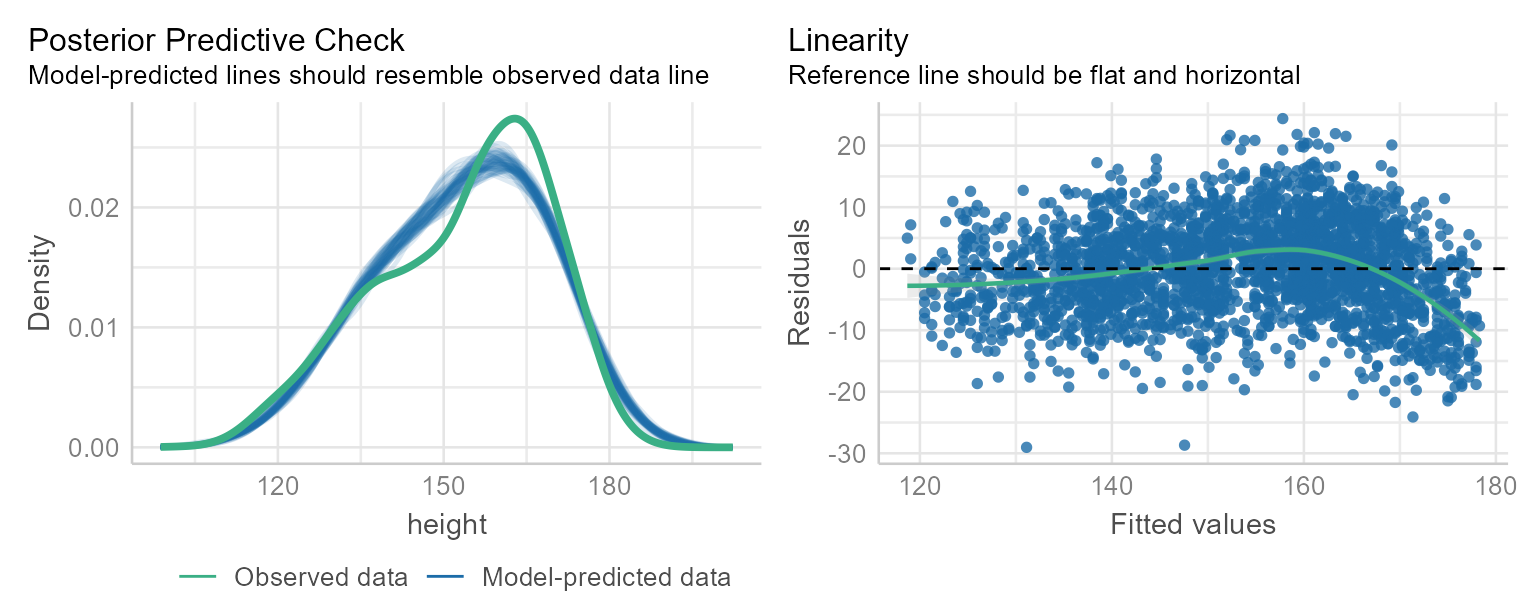 Posterior Predictive Check
Model-predicted lines should resemble observed data line
Density
0.02
0.01
0.00
120 150 180
height
Observed data Model-predicted data
Linearity
Reference line should be flat and horizontal
Residuals
20
10
0
-10
-20
-30
120 140 160 180
Fitted values